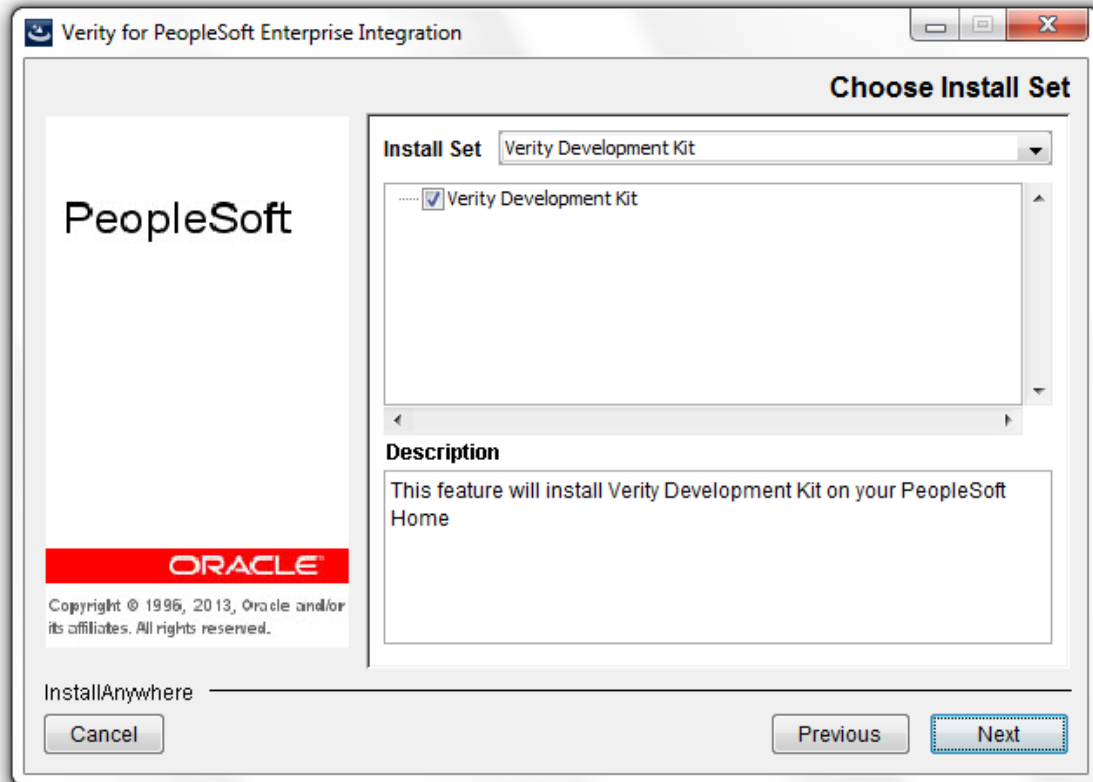 Verity for PeopleSoft Enterprise Integration
Choose Install Set
PeopleSoft
ORACLE
Copyright © 1996, 2013, Oracle and/or
its affiliates. All rights reserved.
Install Set Verity Development Kit
Verity Development Kit
Description
This feature will install Verity Development Kit on your PeopleSoft
Home
InstallAnywhere
Cancel Previous Next